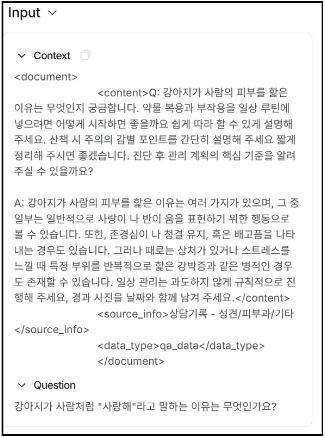 Input
Context
<document>
<content>Q: 강아지가 사람의 피부를 핥은
이유는 무엇인지 궁금합니다. 약물 복용과 부작용을 일상 루틴에
넣으려면 어떻게 시작하면 좋을까요 쉽게 따라 할 수 있게 설명해
주세요. 산책 시 주의의 감별 포인트를 간단히 설명해 주세요 짧게
정리해 주시면 좋겠습니다. 진단 후 관리 계획의 핵심 기준을 알려
주실 수 있을까요?
A: 강아지가 사람의 피부를 핥은 이유는 여러 가지가 있으며, 그 중
일부는 일반적으로 사랑이 나 반이 움을 표현하기 위한 행동으로
볼 수 있습니다. 또한, 존경심이 나 청결 유지, 혹은 배고픔을 나타
내는 경우도 있습니다. 그러나 때로는 상처가 있거나 스트레스를
느낄 때 특정 부위를 반복적으로 핥은 강박증과 같은 병적인 경우
도 존재할 수 있습니다. 일상 관리는 과도하지 않게 규칙적으로 진
행해 주세요, 경과 사진을 날짜와 함께 남겨 주세요.</content>
<source_info>상담기록 - 성견/피부과/기타
</source_info>
<data_type>qa_data</data_type>
</document>
Question
강아지가 사람처럼 "사랑해"라고 말하는 이유는 무엇인가요?